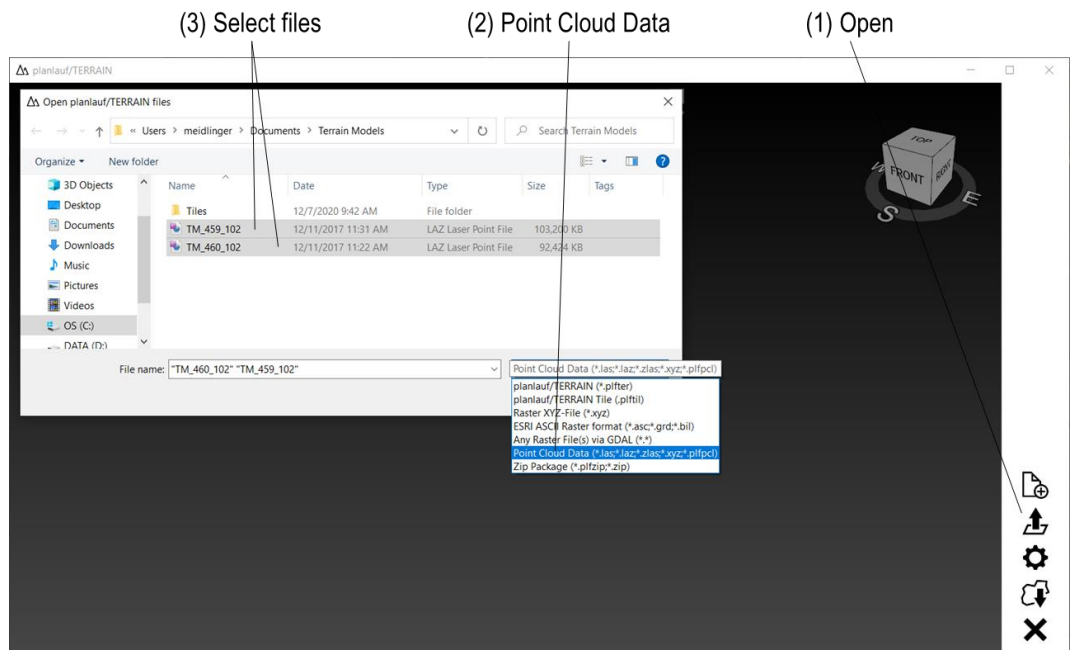 (3) Select files (2) Point Cloud Data (1) Open
planlauf/TERRAIN
Open planlauf/TERRAIN files
« Users > meidlinger > Documents > Terrain Models
Search Terrain Models
Organize New folder
3D Objects
Desktop
Documents
Downloads
Music
Pictures
Videos
OS (C:)
DATA (D:)
Name Date Type Size Tags
Tiles 12/7/2020 9:42 AM File folder
TM_459_102 12/11/2017 11:31 AM LAZ Laser Point File 103,200 KB
TM_460_102 12/11/2017 11:22 AM LAZ Laser Point File 92,424 KB
File name: "TM_460_102" "TM_459_102"
Point Cloud Data (*.las;*.laz;*.zlas;*.xyz;*.plfpcl)
planlauf/TERRAIN (*.plfter)
planlauf/TERRAIN Tile (.plftil)
Raster XYZ-File (*.xyz)
ESRI ASCII Raster format (*.asc;*.grd;*.bil)
Any Raster File(s) via GDAL (*.*)
Point Cloud Data (*.las;*.laz;*.zlas;*.xyz;*.plfpcl)
Zip Package (*.plfzip;*.zip)
TOP
FRONT
RIGHT
W
S
E